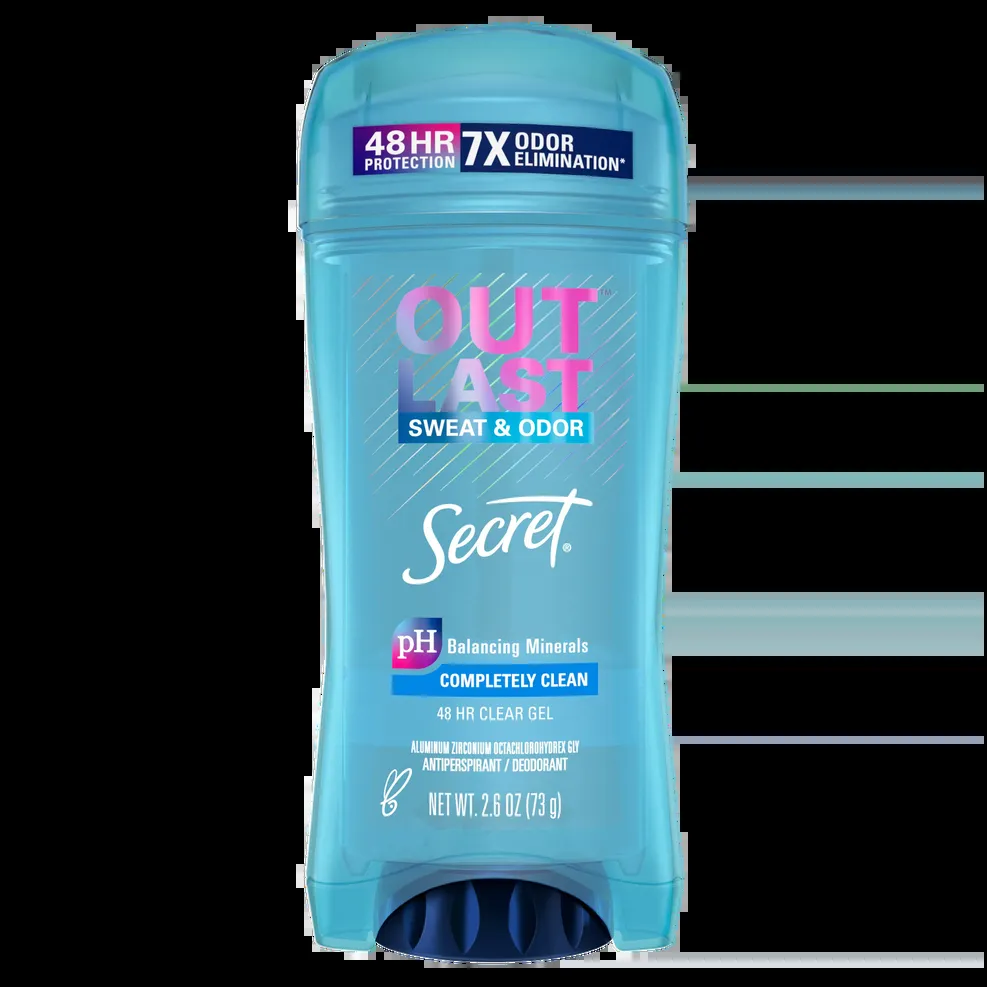 48 HR PROTECTION
7X ODOR ELIMINATION*
OUT
LAST™
SWEAT & ODOR
Secret®
pH Balancing Minerals
COMPLETELY CLEAN
48 HR CLEAR GEL
ALUMINUM ZIRCONIUM OCTACHLOROHYDREX GLY
ANTIPERSPIRANT / DEODORANT
NET WT. 2.6 OZ (73 g)